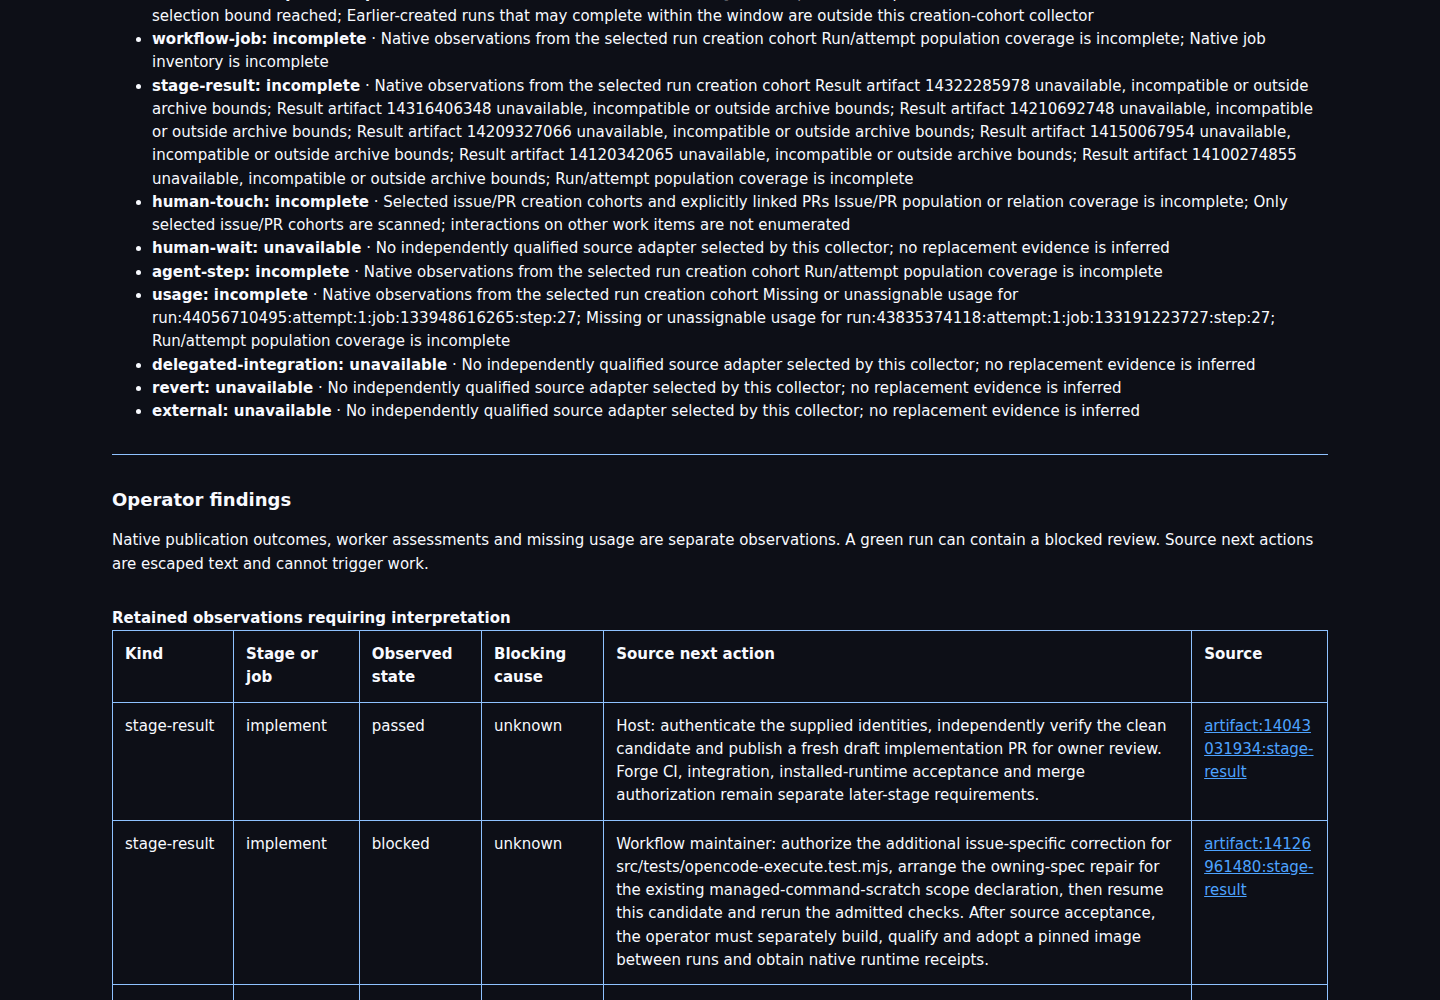 selection bound reached; Earlier-created runs that may complete within the window are outside this creation-cohort collector
workflow-job: incomplete · Native observations from the selected run creation cohort Run/attempt population coverage is incomplete; Native job
inventory is incomplete
stage-result: incomplete · Native observations from the selected run creation cohort Result artifact 14322285978 unavailable, incompatible or outside
archive bounds; Result artifact 14316406348 unavailable, incompatible or outside archive bounds; Result artifact 14210692748 unavailable, incompatible
or outside archive bounds; Result artifact 14209327066 unavailable, incompatible or outside archive bounds; Result artifact 14150067954 unavailable,
incompatible or outside archive bounds; Result artifact 14120342065 unavailable, incompatible or outside archive bounds; Result artifact 14100274855
unavailable, incompatible or outside archive bounds; Run/attempt population coverage is incomplete
human-touch: incomplete · Selected issue/PR creation cohorts and explicitly linked PRs Issue/PR population or relation coverage is incomplete; Only
selected issue/PR cohorts are scanned; interactions on other work items are not enumerated
human-wait: unavailable · No independently qualified source adapter selected by this collector; no replacement evidence is inferred
agent-step: incomplete · Native observations from the selected run creation cohort Run/attempt population coverage is incomplete
usage: incomplete · Native observations from the selected run creation cohort Missing or unassignable usage for
run:44056710495:attempt:1:job:133948616265:step:27; Missing or unassignable usage for run:43835374118:attempt:1:job:133191223727:step:27;
Run/attempt population coverage is incomplete
delegated-integration: unavailable · No independently qualified source adapter selected by this collector; no replacement evidence is inferred
revert: unavailable · No independently qualified source adapter selected by this collector; no replacement evidence is inferred
external: unavailable · No independently qualified source adapter selected by this collector; no replacement evidence is inferred
Operator findings
Native publication outcomes, worker assessments and missing usage are separate observations. A green run can contain a blocked review. Source next actions
are escaped text and cannot trigger work.
Retained observations requiring interpretation
Kind
Stage or
job
Observed
state
Blocking
cause
Source next action
Source
stage-result
implement
passed
unknown
Host: authenticate the supplied identities, independently verify the clean
candidate and publish a fresh draft implementation PR for owner review.
Forge CI, integration, installed-runtime acceptance and merge
authorization remain separate later-stage requirements.
artifact:14043
031934:stage-
result
stage-result
implement
blocked
unknown
Workflow maintainer: authorize the additional issue-specific correction for
src/tests/opencode-execute.test.mjs, arrange the owning-spec repair for
the existing managed-command-scratch scope declaration, then resume
this candidate and rerun the admitted checks. After source acceptance,
the operator must separately build, qualify and adopt a pinned image
between runs and obtain native runtime receipts.
artifact:14126
961480:stage-
result